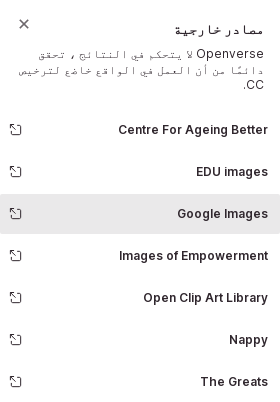 مصادر خارجية
Openverse لا يتحكم في النتائج ، تحقق
دائمًا من أن العمل في الواقع خاضع لترخيص
CC.
Centre For Ageing Better
EDU images
Google Images
Images of Empowerment
Open Clip Art Library
Nappy
The Greats